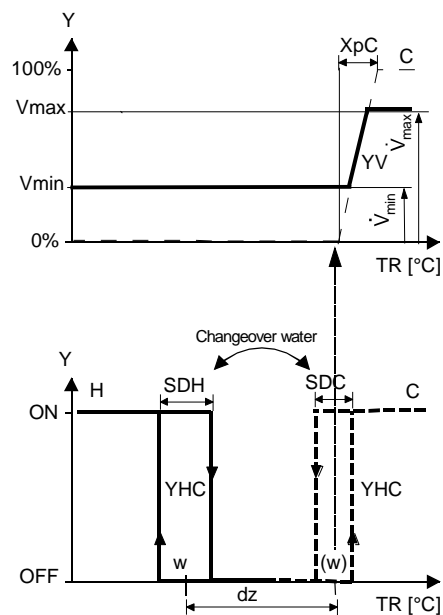 Y
XpC
100%
C
Vmax
YV
V̇max
Vmin
V̇min
0%
TR [°C]
Changeover water
Y
H
SDH
SDC
C
ON
YHC
YHC
w
(w)
OFF
dz
TR [°C]